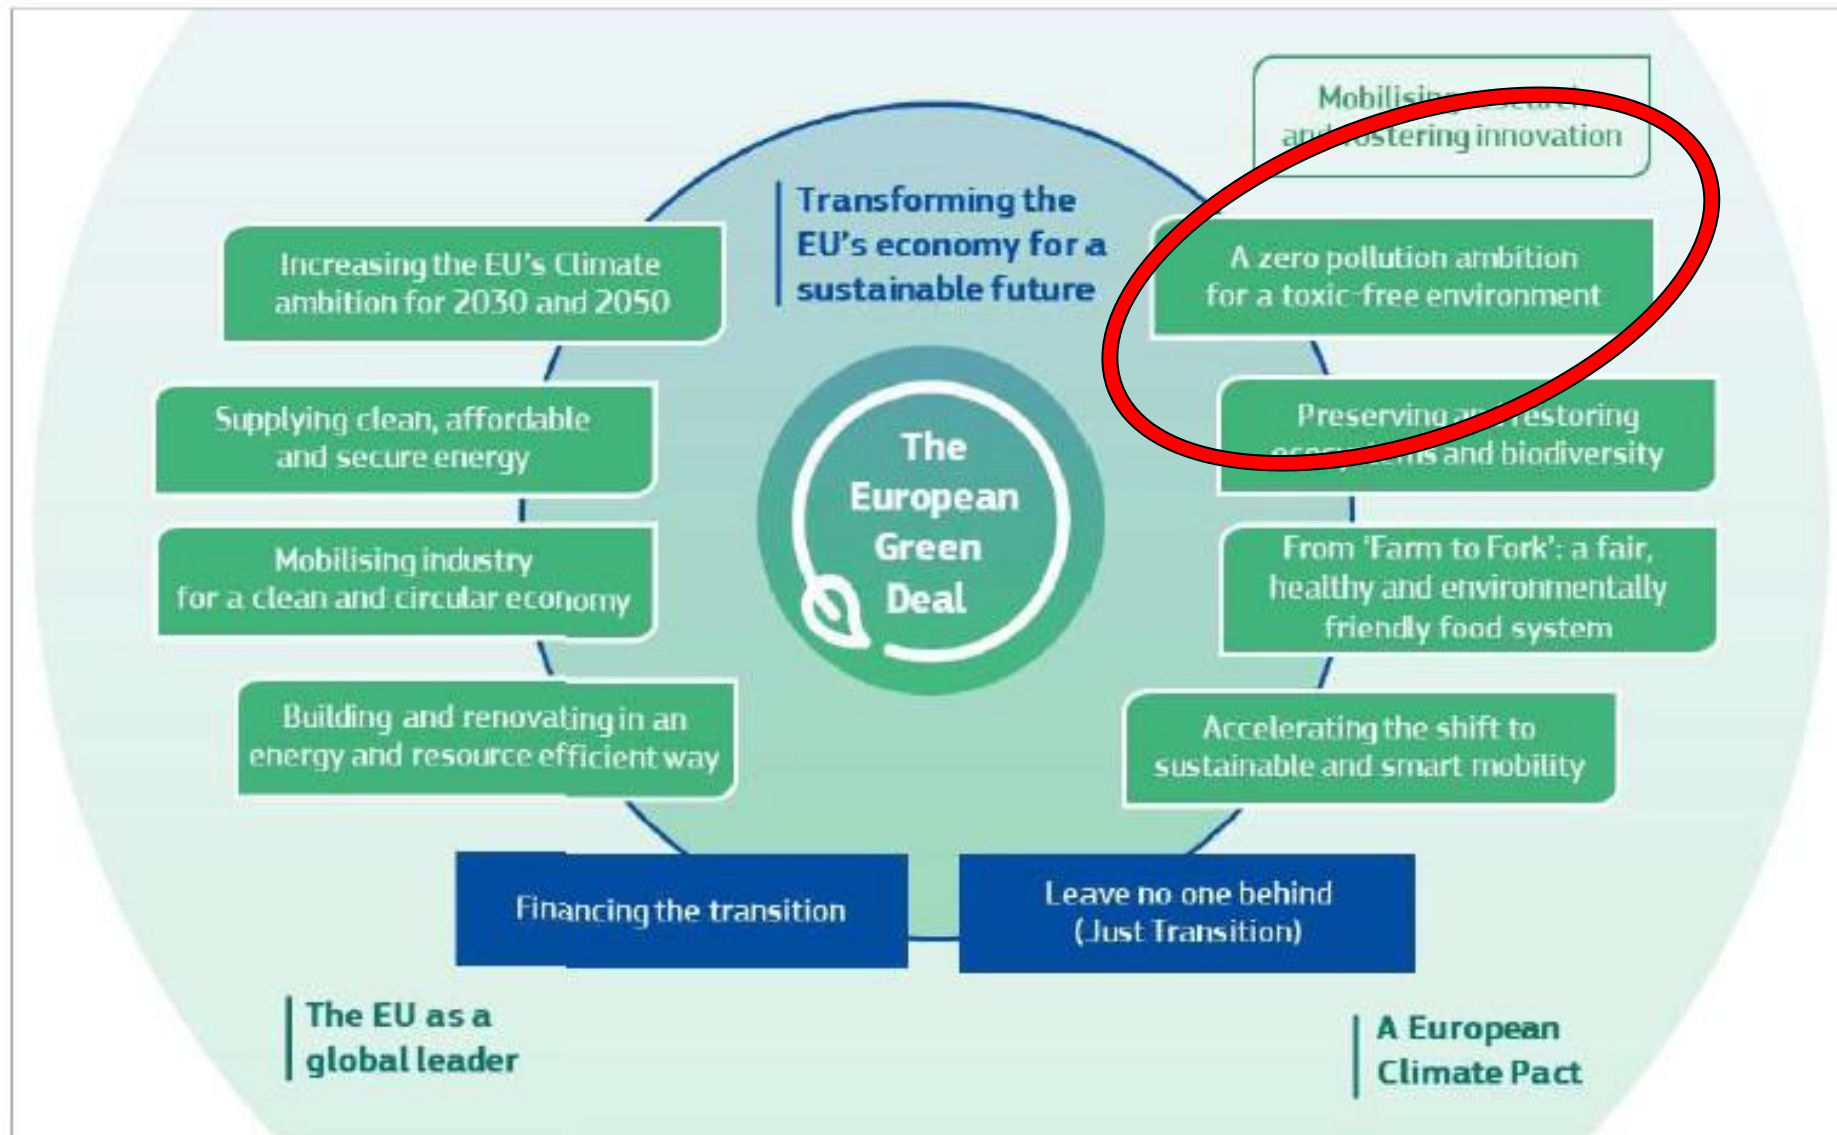 Mobilising research
and fostering innovation
Transforming the
EU's economy for a
sustainable future
Increasing the EU's Climate
ambition for 2030 and 2050
A zero pollution ambition
for a toxic-free environment
Supplying clean, affordable
and secure energy
Preserving and restoring
ecosystems and biodiversity
The
European
Green
Deal
Mobilising industry
for a clean and circular economy
From 'Farm to Fork': a fair,
healthy and environmentally
friendly food system
Building and renovating in an
energy and resource efficient way
Accelerating the shift to
sustainable and smart mobility
Financing the transition
Leave no one behind
(Just Transition)
The EU as a
global leader
A European
Climate Pact